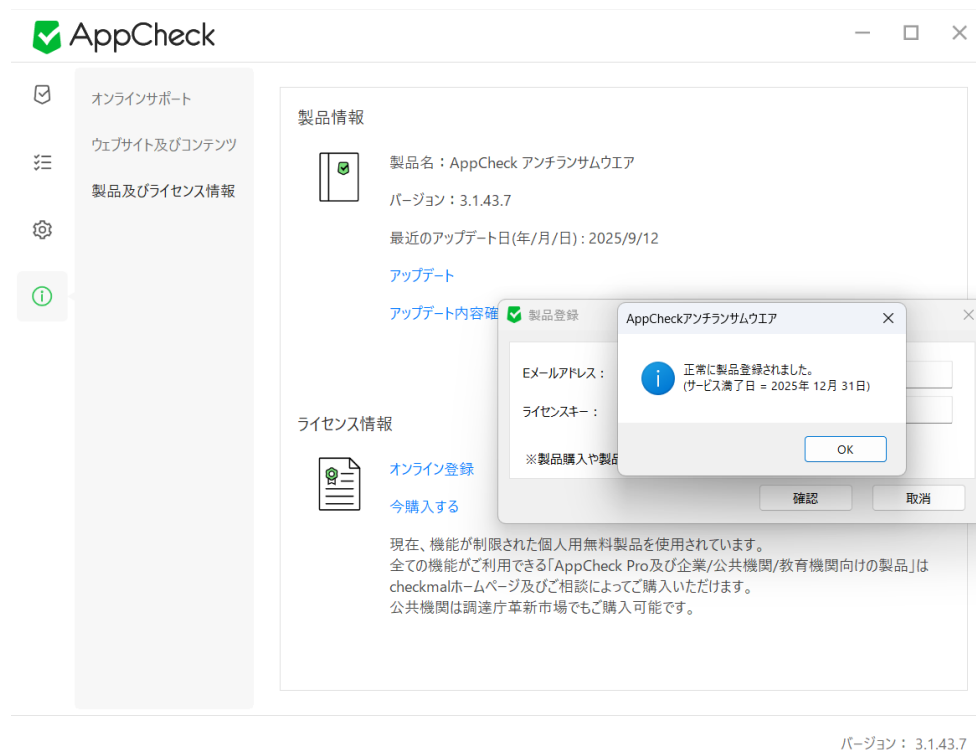 AppCheck
オンラインサポート
ウェブサイト及びコンテンツ
製品及びライセンス情報
製品情報
製品名：AppCheck アンチランサムウエア
バージョン：3.1.43.7
最近のアップデート日(年/月/日) : 2025/9/12
アップデート
アップデート内容確
製品登録
Eメールアドレス：
ライセンスキー：
※製品購入や製品
確認
取消
AppCheckアンチランサムウエア
正常に製品登録されました。
(サービス満了日 = 2025年 12月 31日)
OK
ライセンス情報
オンライン登録
今購入する
現在、機能が制限された個人用無料製品を使用されています。
全ての機能がご利用できる「AppCheck Pro及び企業/公共機関/教育機関向けの製品」は
checkmalホームページ及びご相談によってご購入いただけます。
公共機関は調達庁革新市場でもご購入可能です。
バージョン： 3.1.43.7